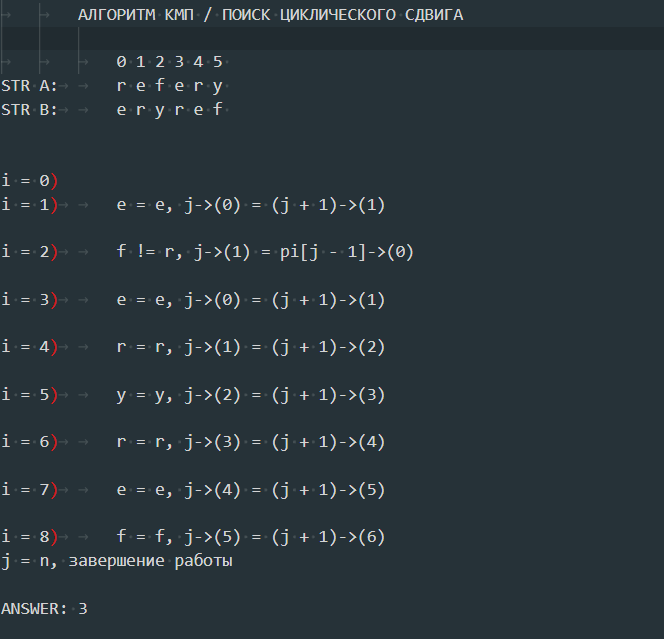 АЛГОРИТМ КМП / ПОИСК ЦИКЛИЧЕСКОГО СДВИГА
0 1 2 3 4 5
STR A: r e f e r y
STR B: e r y r e f
i = 0)
i = 1) e = e, j->(0) = (j + 1)->(1)
i = 2) f != r, j->(1) = pi[j - 1]->(0)
i = 3) e = e, j->(0) = (j + 1)->(1)
i = 4) r = r, j->(1) = (j + 1)->(2)
i = 5) y = y, j->(2) = (j + 1)->(3)
i = 6) r = r, j->(3) = (j + 1)->(4)
i = 7) e = e, j->(4) = (j + 1)->(5)
i = 8) f = f, j->(5) = (j + 1)->(6)
j = n, завершение работы
ANSWER: 3